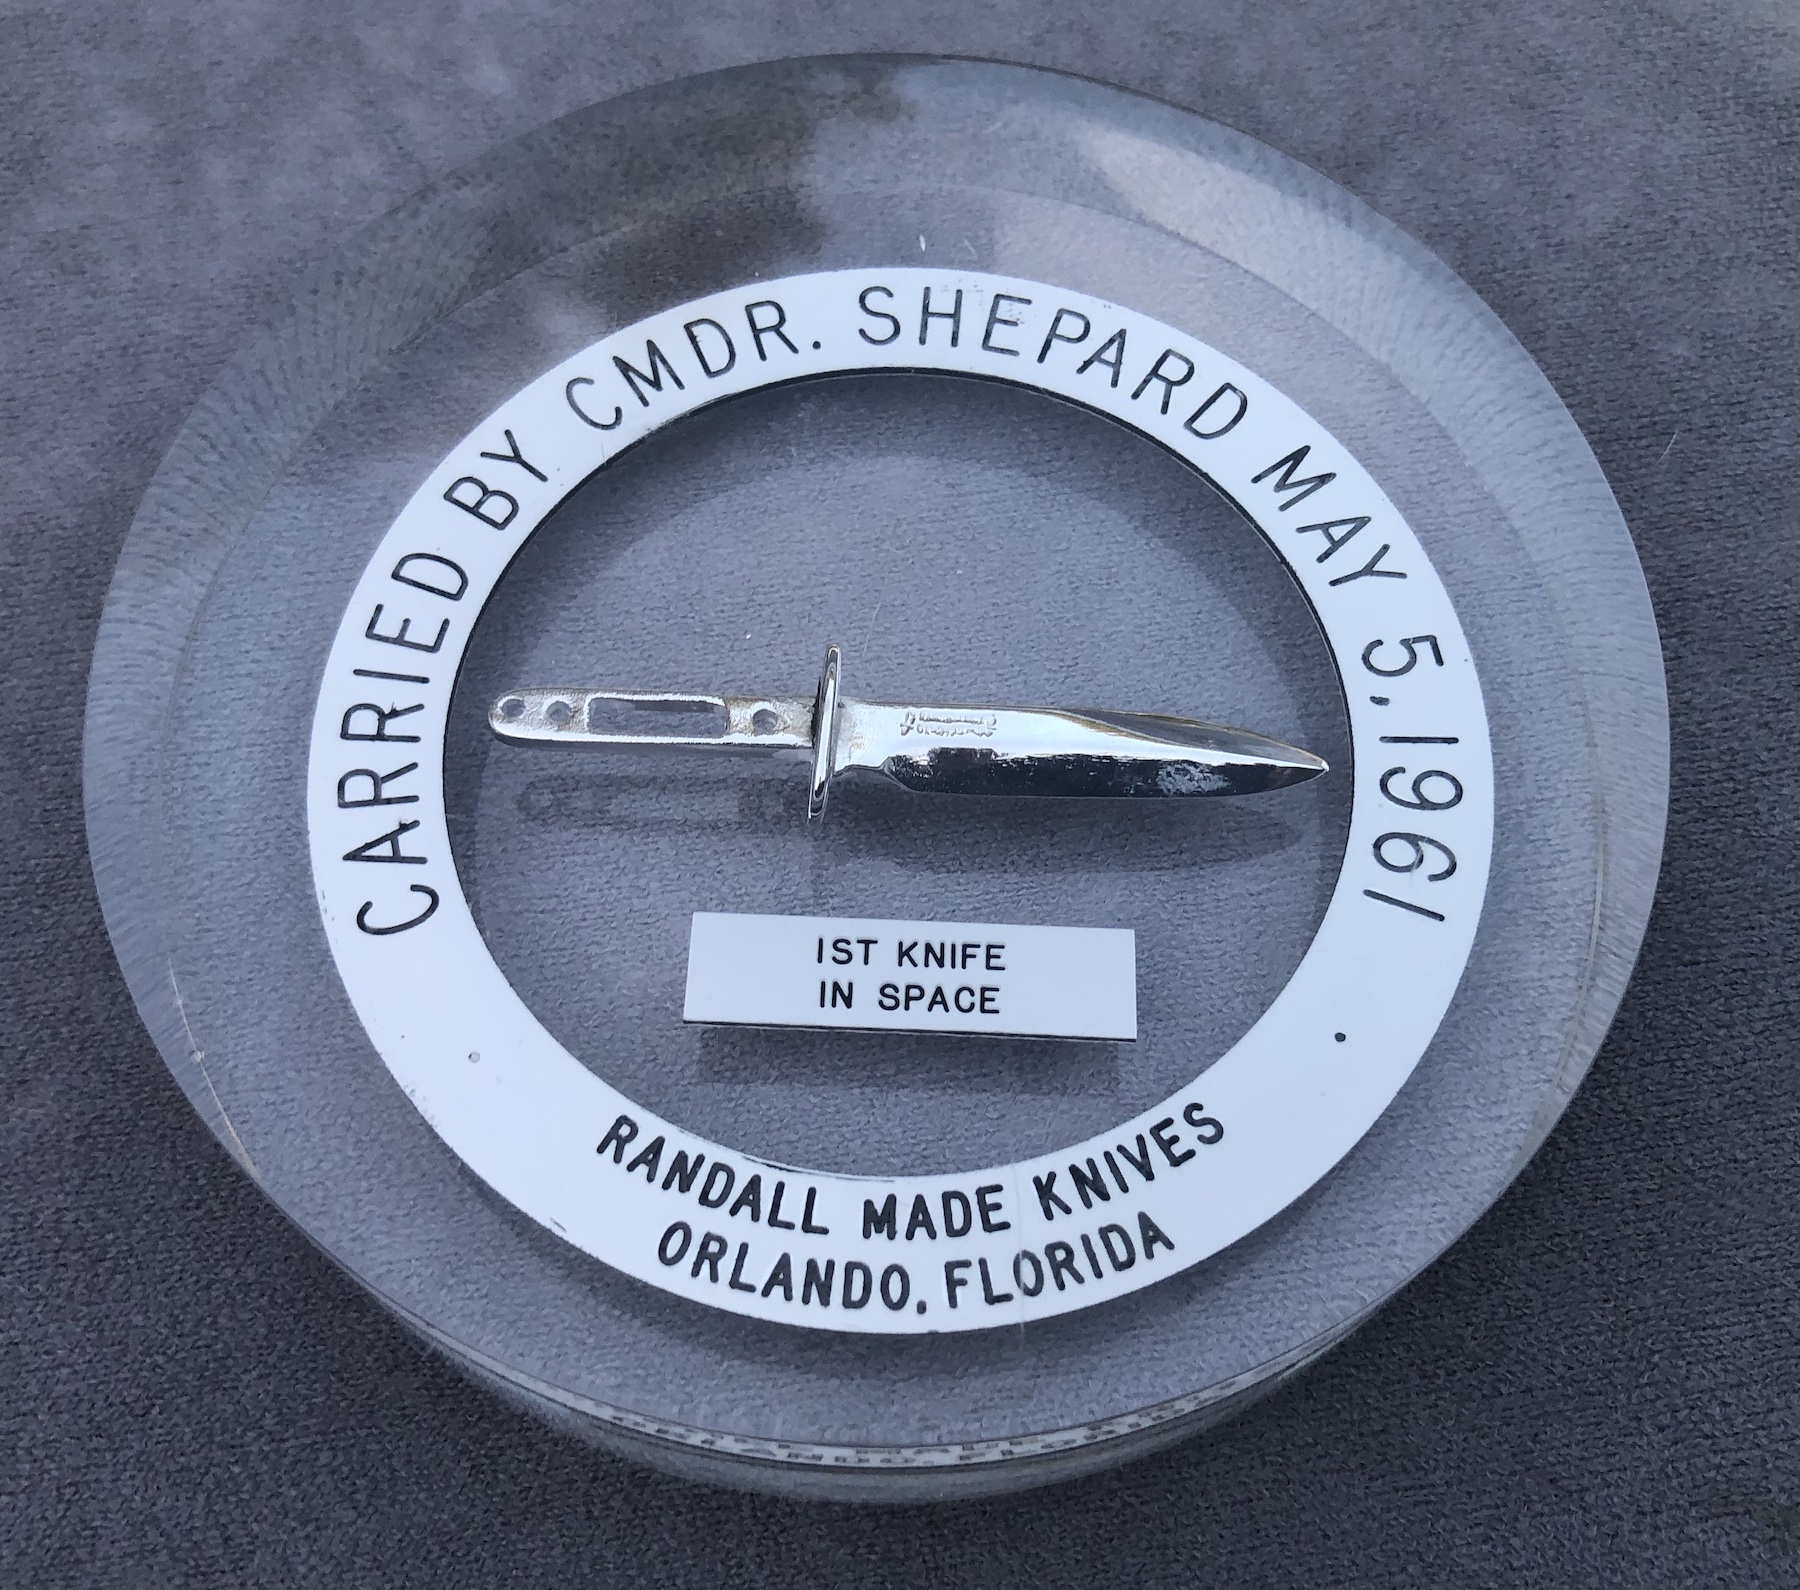 CARRIED BY CMDR. SHEPARD MAY 5, 1961
1ST KNIFE
IN SPACE
RANDALL MADE KNIVES
ORLANDO, FLORIDA